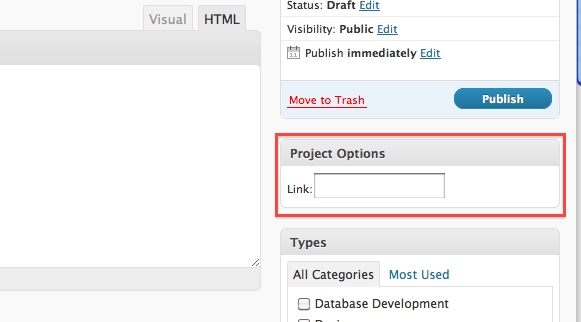 Visual HTML
Status: Draft Edit
Visibility: Public Edit
Publish immediately Edit
Move to Trash Publish
Project Options
Link:
Types
All Categories Most Used
Database Development